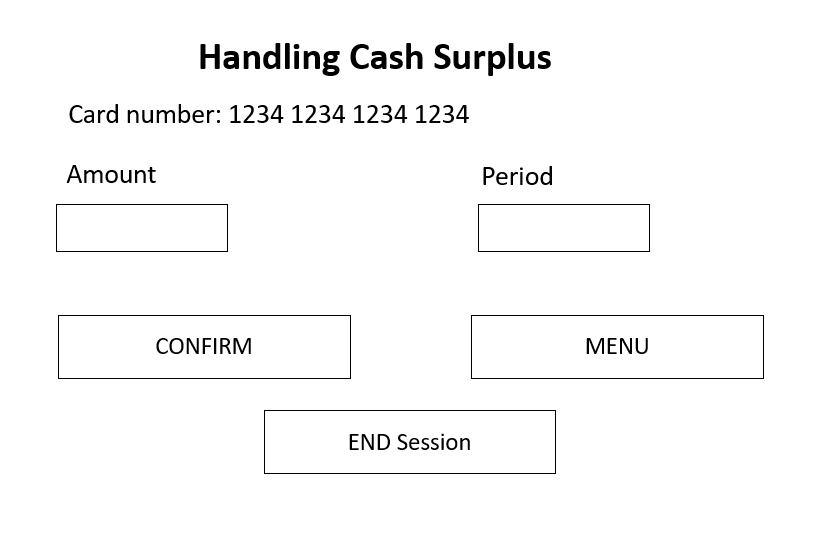 Handling Cash Surplus
Card number: 1234 1234 1234 1234
Amount
Period
CONFIRM
MENU
END Session